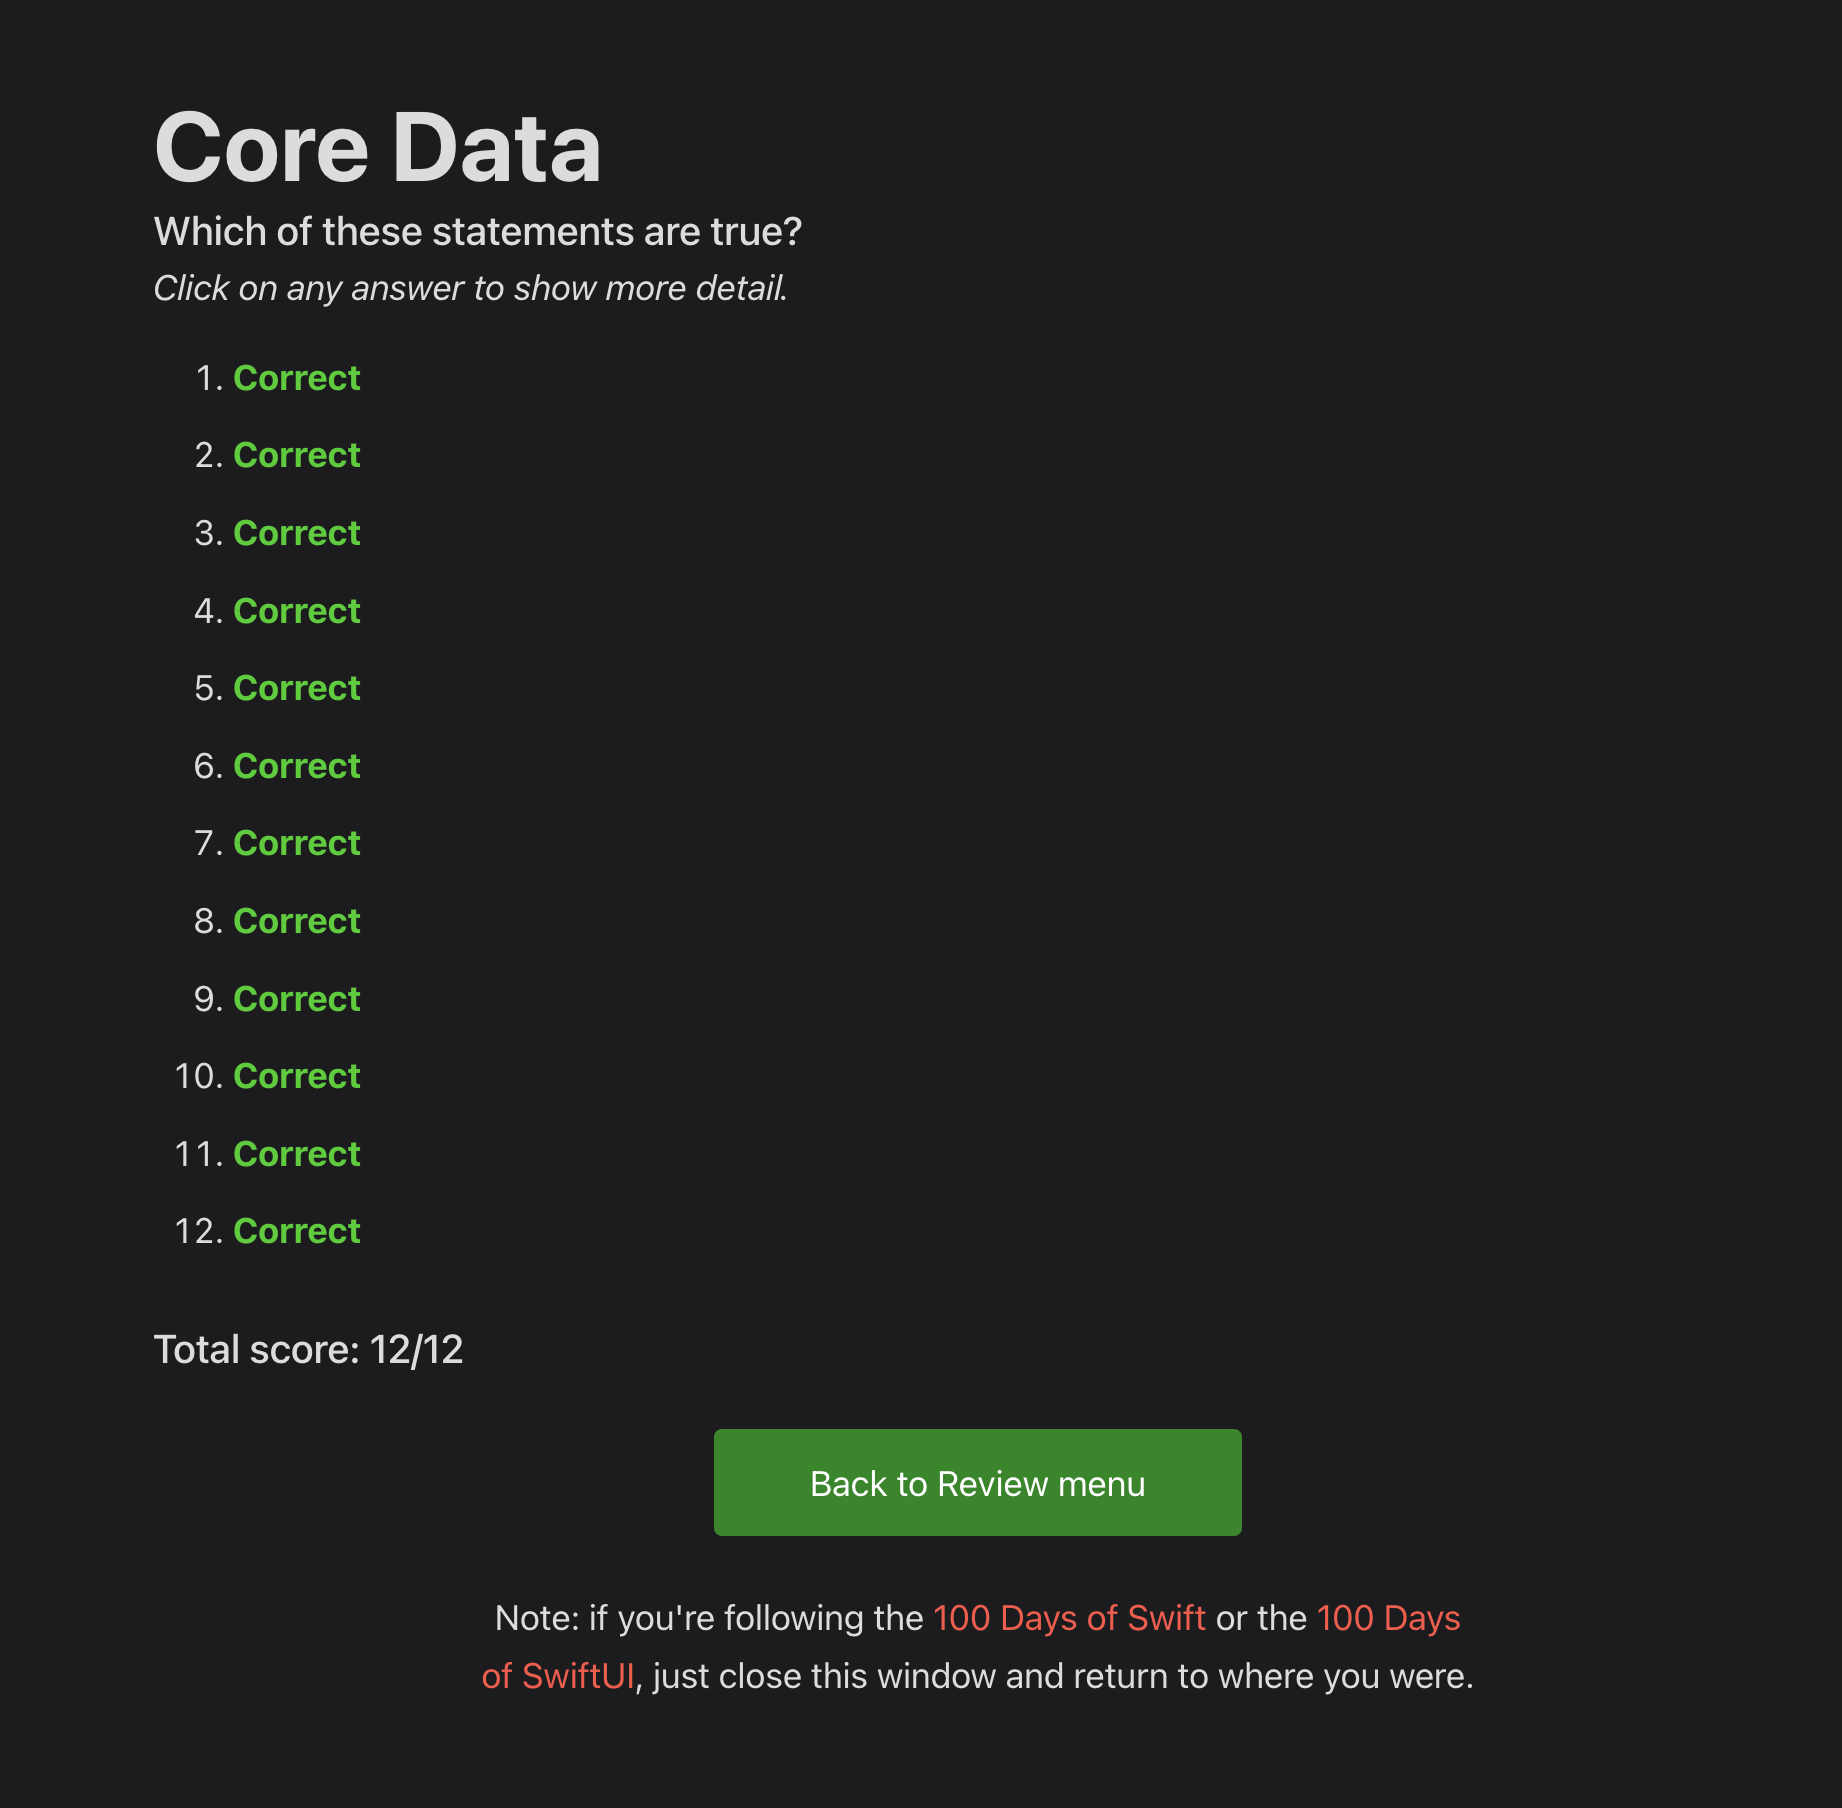 Core Data
Which of these statements are true?
Click on any answer to show more detail.
1. Correct
2. Correct
3. Correct
4. Correct
5. Correct
6. Correct
7. Correct
8. Correct
9. Correct
10. Correct
11. Correct
12. Correct
Total score: 12/12
Back to Review menu
Note: if you're following the 100 Days of Swift or the 100 Days
of SwiftUI, just close this window and return to where you were.